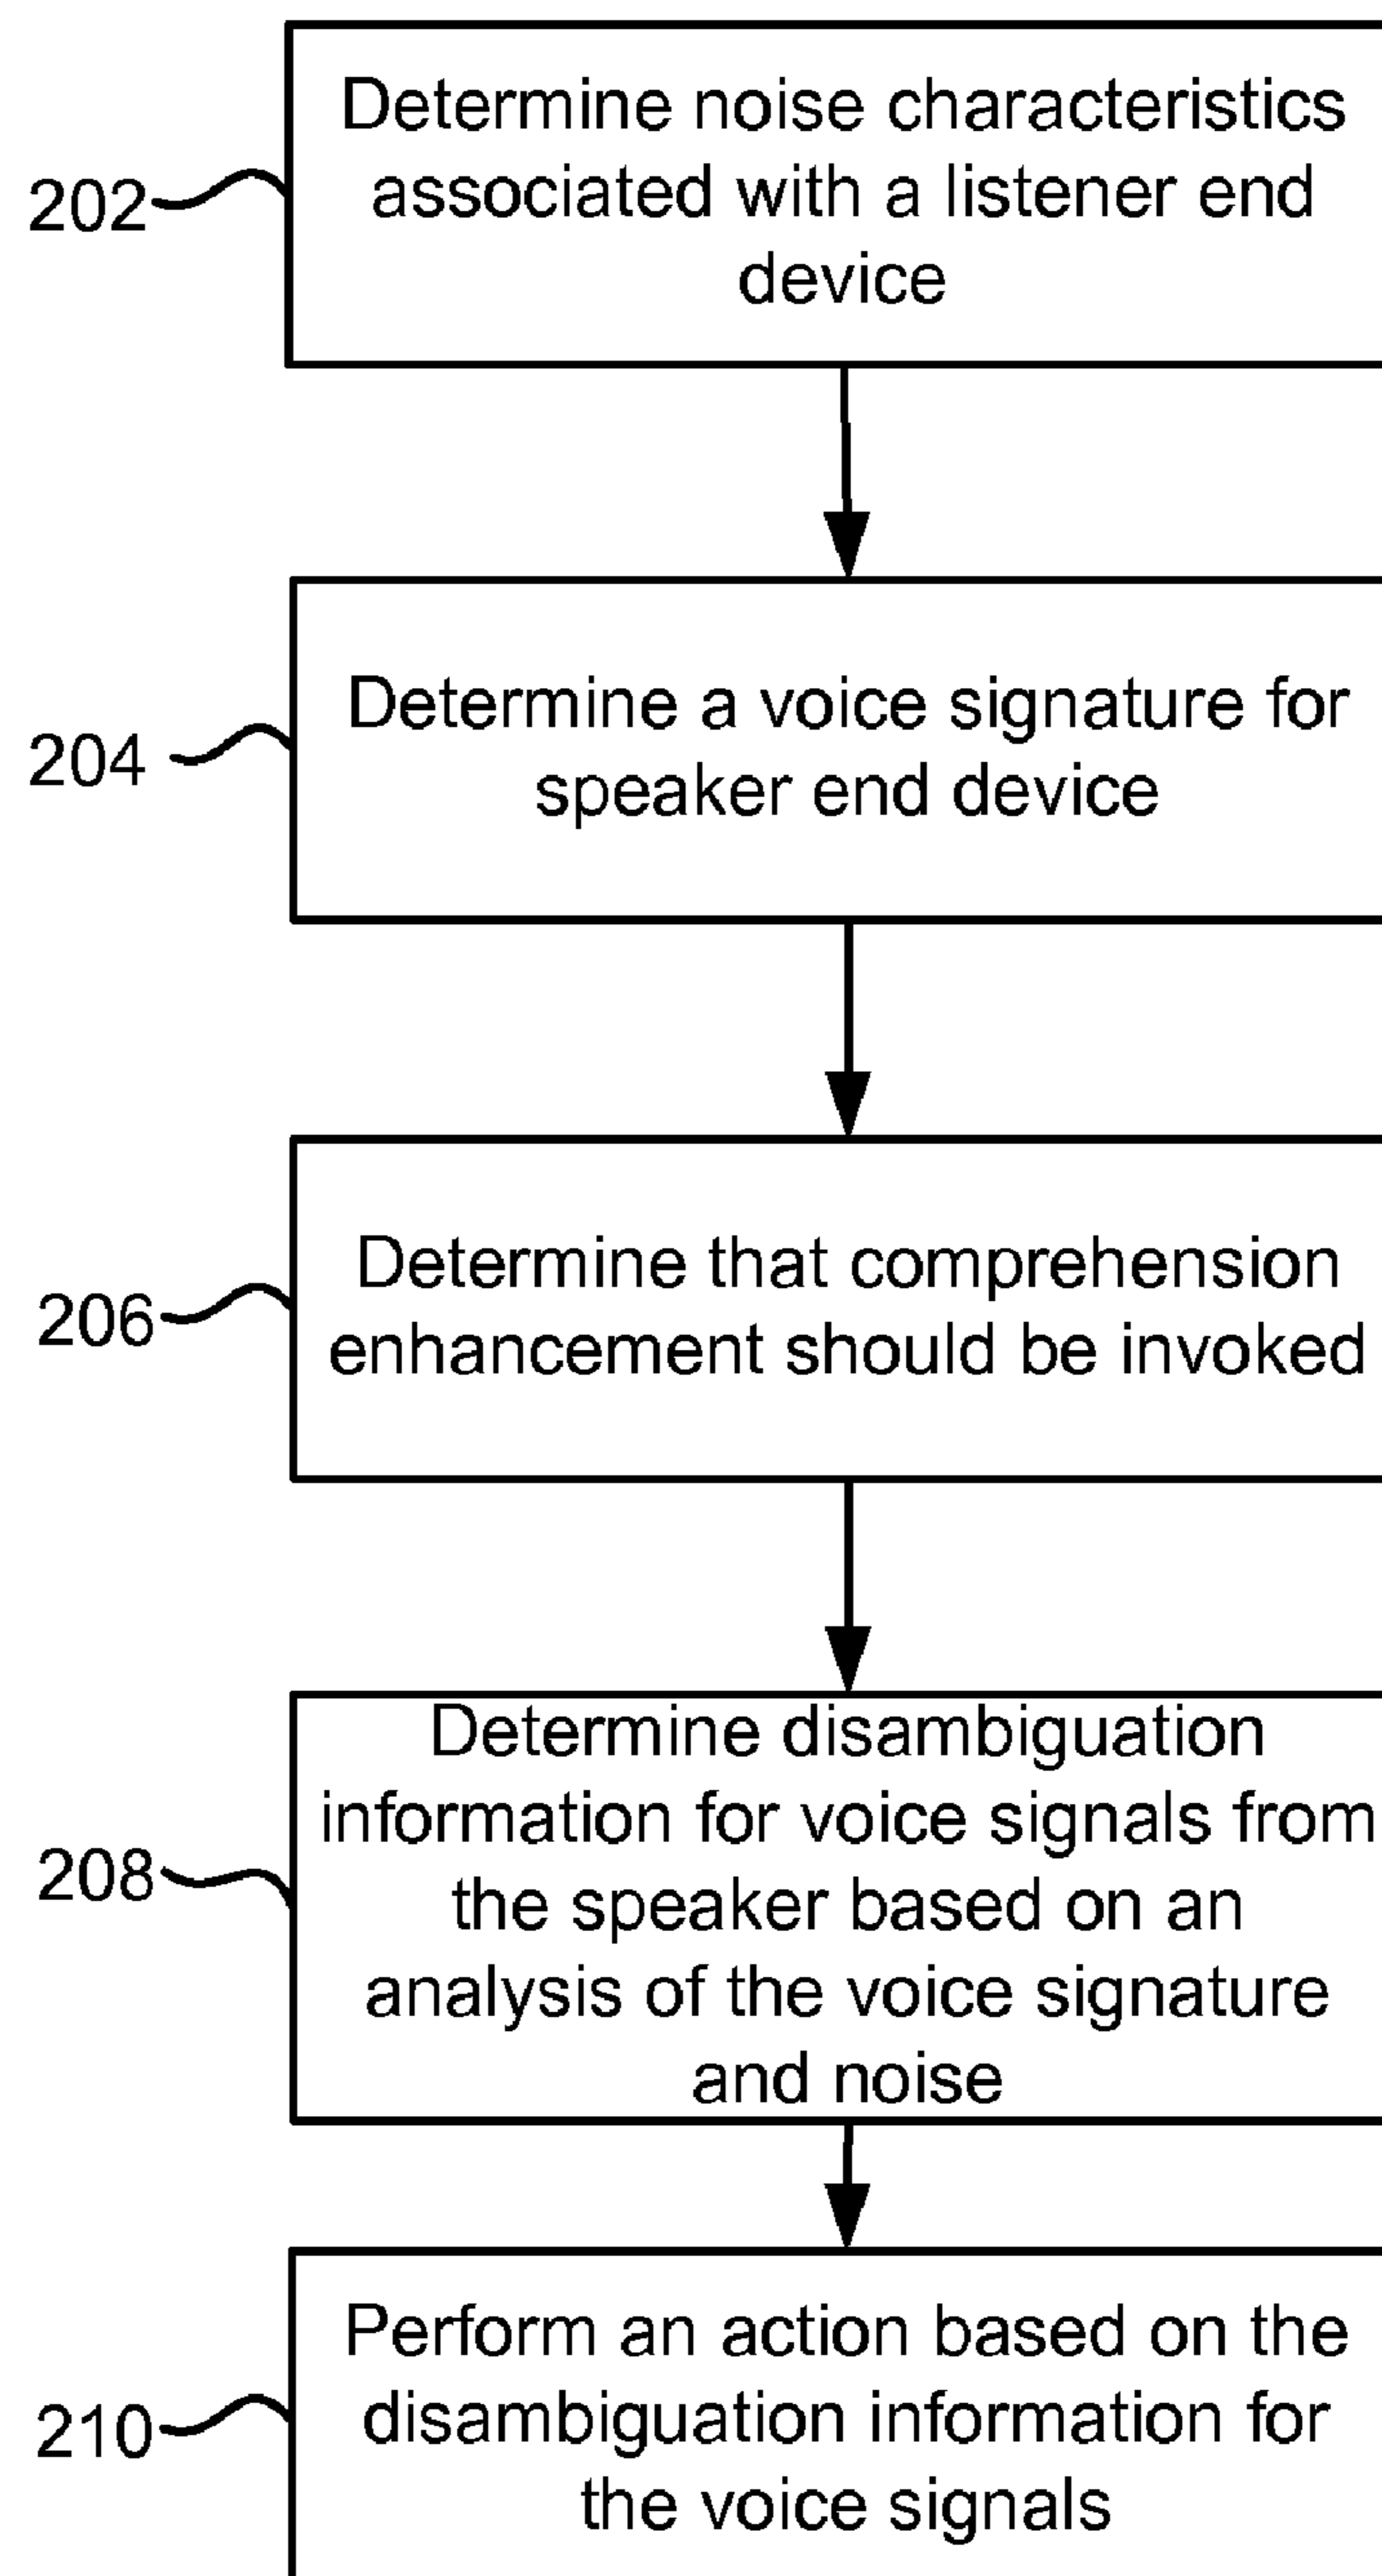 Determine noise characteristics
associated with a listener end
device
202
Determine a voice signature for
speaker end device
204
Determine that comprehension
enhancement should be invoked
206
Determine disambiguation
information for voice signals from
the speaker based on an
analysis of the voice signature
and noise
208
Perform an action based on the
disambiguation information for
the voice signals
210